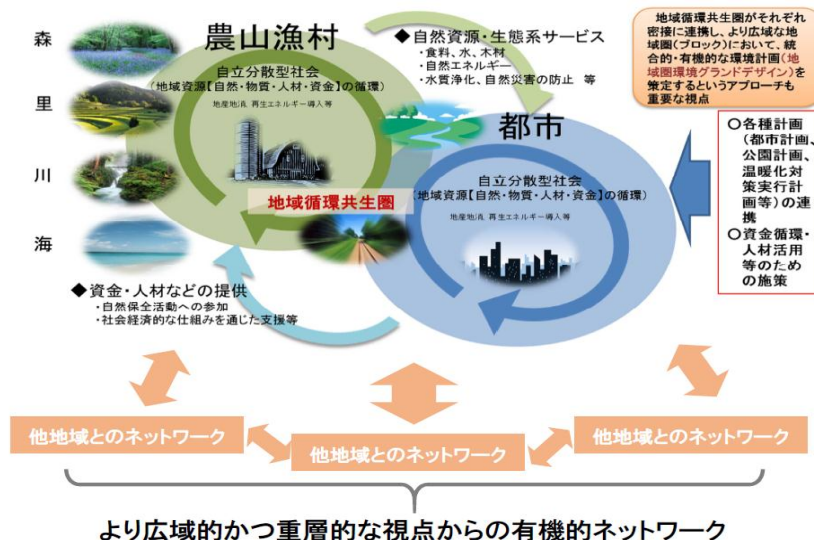 森
里
川
海
農山漁村
自立分散型社会
(地域資源【自然・物質・人材・資金】の循環)
地産地消、再生エネルギー導入等
◆自然資源・生態系サービス
・食料、水、木材
・自然エネルギー
・水質浄化、自然災害の防止 等
都市
自立分散型社会
(地域資源【自然・物質・人材・資金】の循環)
地産地消、再生エネルギー導入等
地域循環共生圏
◆資金・人材などの提供
・自然保全活動への参加
・社会経済的な仕組みを通じた支援等
地域循環共生圏がそれぞれ
密接に連携し、より広域な地
域圏(ブロック)において、統
合的・有機的な環境計画(地
域圏環境グランドデザイン)を
策定するというアプローチも
重要な視点
○各種計画
(都市計画、
公園計画、
温暖化対
策実行計
画等)の連
携
○資金循環・
人材活用
等のため
の施策
他地域とのネットワーク
他地域とのネットワーク
他地域とのネットワーク
より広域的かつ重層的な視点からの有機的ネットワーク